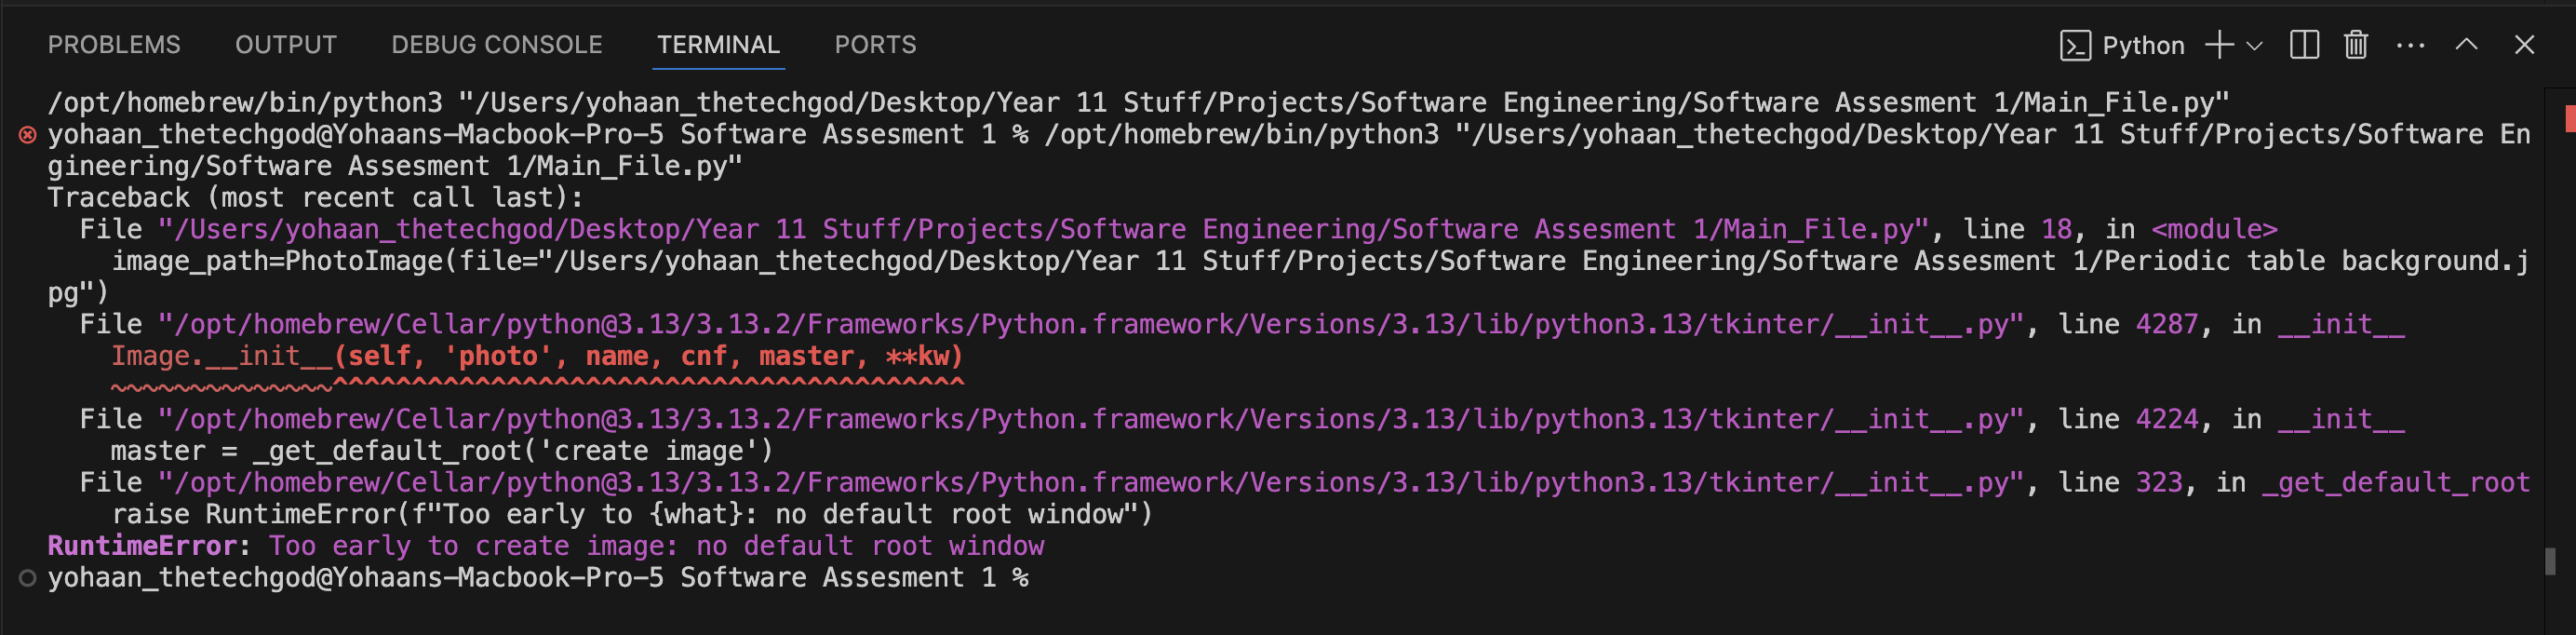 PROBLEMS OUTPUT DEBUG CONSOLE TERMINAL PORTS Python
/opt/homebrew/bin/python3 "/Users/yohaan_thetechgod/Desktop/Year 11 Stuff/Projects/Software Engineering/Software Assesment 1/Main_File.py"
yohaan_thetechgod@Yohaans-Macbook-Pro-5 Software Assesment 1 % /opt/homebrew/bin/python3 "/Users/yohaan_thetechgod/Desktop/Year 11 Stuff/Projects/Software En
gineering/Software Assesment 1/Main_File.py"
Traceback (most recent call last):
  File "/Users/yohaan_thetechgod/Desktop/Year 11 Stuff/Projects/Software Engineering/Software Assesment 1/Main_File.py", line 18, in <module>
    image_path=PhotoImage(file="/Users/yohaan_thetechgod/Desktop/Year 11 Stuff/Projects/Software Engineering/Software Assesment 1/Periodic table background.j
pg")
  File "/opt/homebrew/Cellar/python@3.13/3.13.2/Frameworks/Python.framework/Versions/3.13/lib/python3.13/tkinter/__init__.py", line 4287, in __init__
    Image.__init__(self, 'photo', name, cnf, master, **kw)
    ~~~~~~~~~~~~~~^^^^^^^^^^^^^^^^^^^^^^^^^^^^^^^^^^^^^^^^
  File "/opt/homebrew/Cellar/python@3.13/3.13.2/Frameworks/Python.framework/Versions/3.13/lib/python3.13/tkinter/__init__.py", line 4224, in __init__
    master = _get_default_root('create image')
  File "/opt/homebrew/Cellar/python@3.13/3.13.2/Frameworks/Python.framework/Versions/3.13/lib/python3.13/tkinter/__init__.py", line 323, in _get_default_root
    raise RuntimeError(f"Too early to {what}: no default root window")
RuntimeError: Too early to create image: no default root window
yohaan_thetechgod@Yohaans-Macbook-Pro-5 Software Assesment 1 %